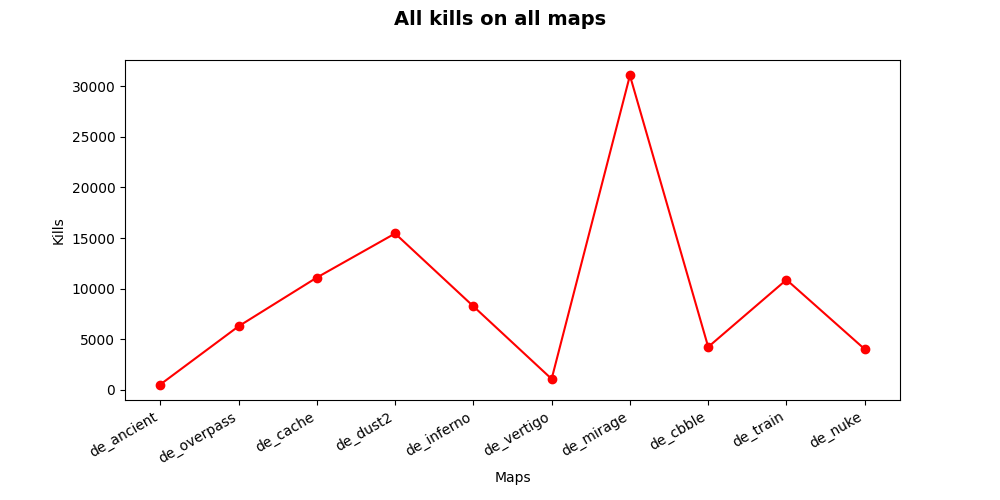 All kills on all maps
Kills
30000
25000
20000
15000
10000
5000
0
de_ancient
de_overpass
de_cache
de_dust2
de_inferno
de_vertigo
de_mirage
de_cbble
de_train
de_nuke
Maps